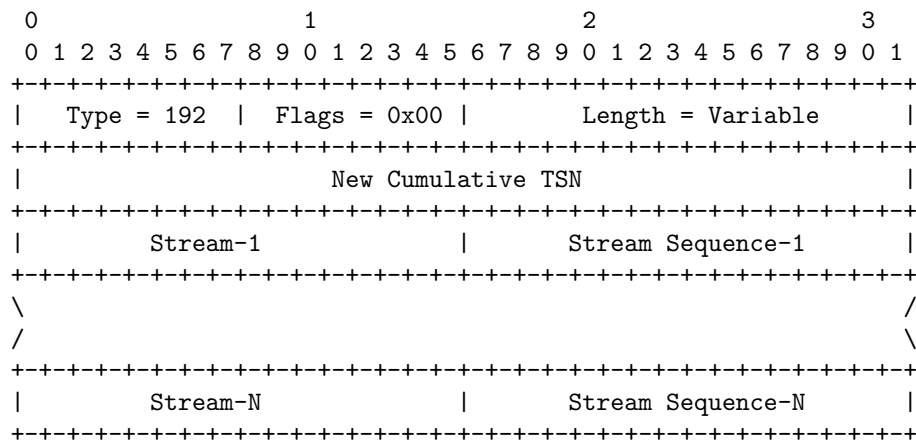 0                   1                   2                   3
0 1 2 3 4 5 6 7 8 9 0 1 2 3 4 5 6 7 8 9 0 1 2 3 4 5 6 7 8 9 0 1
+-+-+-+-+-+-+-+-+-+-+-+-+-+-+-+-+-+-+-+-+-+-+-+-+-+-+-+-+-+-+-+-+
|   Type = 192  |  Flags = 0x00 |        Length = Variable      |
+-+-+-+-+-+-+-+-+-+-+-+-+-+-+-+-+-+-+-+-+-+-+-+-+-+-+-+-+-+-+-+-+
|                      New Cumulative TSN                       |
+-+-+-+-+-+-+-+-+-+-+-+-+-+-+-+-+-+-+-+-+-+-+-+-+-+-+-+-+-+-+-+-+
|         Stream-1              |       Stream Sequence-1       |
+-+-+-+-+-+-+-+-+-+-+-+-+-+-+-+-+-+-+-+-+-+-+-+-+-+-+-+-+-+-+-+-+
\                                                               /
/                                                               \
+-+-+-+-+-+-+-+-+-+-+-+-+-+-+-+-+-+-+-+-+-+-+-+-+-+-+-+-+-+-+-+-+
|         Stream-N              |       Stream Sequence-N       |
+-+-+-+-+-+-+-+-+-+-+-+-+-+-+-+-+-+-+-+-+-+-+-+-+-+-+-+-+-+-+-+-+